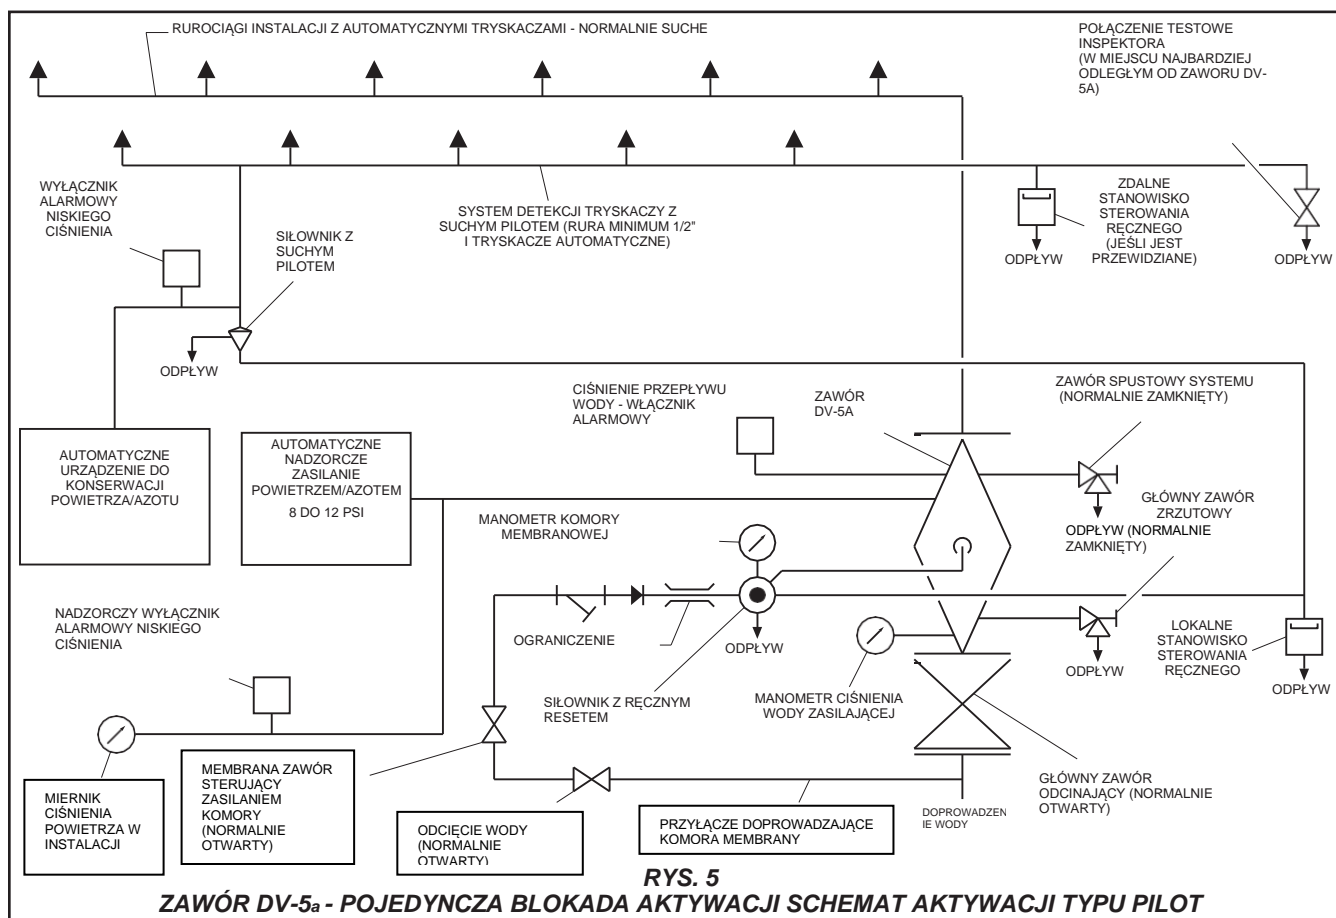 RUROCIĄGI INSTALACJI Z AUTOMATYCZNYMI TRYSKACZAMI - NORMALNIE SUCHE
POŁĄCZENIE TESTOWE
INSPEKTORA
(W MIEJSCU NAJBARDZIEJ
ODLEGŁYM OD ZAWORU DV-
5A)
WYŁĄCZNIK
ALARMOWY
NISKIEGO
CIŚNIENIA
SIŁOWNIK Z
SUCHYM
PILOTEM
SYSTEM DETEKCJI TRYSKACZY Z
SUCHYM PILOTEM (RURA MINIMUM 1/2"
I TRYSKACZE AUTOMATYCZNE)
ZDALNE
STANOWISKO
STEROWANIA
RĘCZNEGO
(JEŚLI JEST
PRZEWIDZIANE)
ODPŁYW
ODPŁYW
ODPŁYW
CIŚNIENIE PRZEPŁYWU
WODY - WŁĄCZNIK
ALARMOWY
ZAWÓR
DV-5A
ZAWÓR SPUSTOWY SYSTEMU
(NORMALNIE ZAMKNIĘTY)
AUTOMATYCZNE
URZĄDZENIE DO
KONSERWACJI
POWIETRZA/AZOTU
AUTOMATYCZNE
NADZORCZE
ZASILANIE
POWIETRZEM/AZOTEM
8 DO 12 PSI
MANOMETR KOMORY
MEMBRANOWEJ
GŁÓWNY ZAWÓR
ZRZUTOWY
ODPŁYW (NORMALNIE
ZAMKNIĘTY)
NADZORCZY WYŁĄCZNIK
ALARMOWY NISKIEGO
CIŚNIENIA
OGRANICZENIE
ODPŁYW
SIŁOWNIK Z RĘCZNYM
RESETEM
MANOMETR CIŚNIENIA
WODY ZASILAJĄCEJ
ODPŁYW
LOKALNE
STANOWISKO
STEROWANIA
RĘCZNEGO
ODPŁYW
MIERNIK
CIŚNIENIA
POWIETRZA W
INSTALACJI
MEMBRANA ZAWÓR
STERUJĄCY
ZASILANIEM
KOMORY
(NORMALNIE
OTWARTY)
ODCIĘCIE WODY
(NORMALNIE
OTWARTY)
PRZYŁĄCZE DOPROWADZAJĄCE
KOMORA MEMBRANY
DOPROWADZEN
IE WODY
GŁÓWNY ZAWÓR
ODCINAJĄCY (NORMALNIE
OTWARTY)
RYS. 5
ZAWÓR DV-5a - POJEDYNCZA BLOKADA AKTYWACJI SCHEMAT AKTYWACJI TYPU PILOT